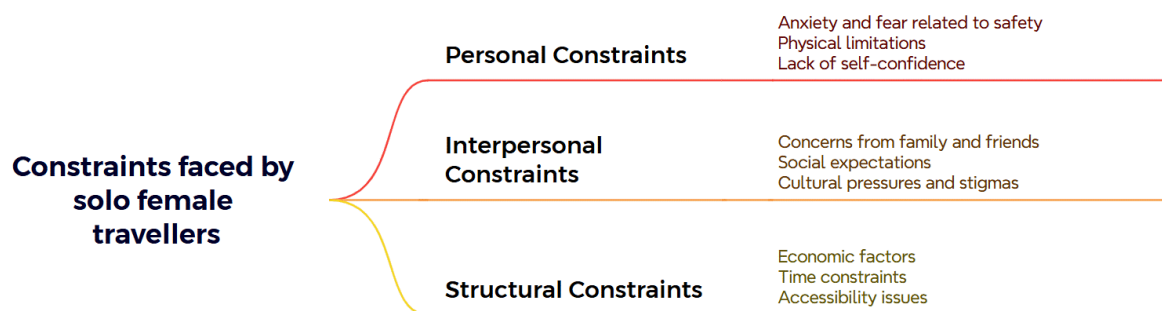 Constraints faced by
solo female
travellers
Personal Constraints
Anxiety and fear related to safety
Physical limitations
Lack of self-confidence
Interpersonal
Constraints
Concerns from family and friends
Social expectations
Cultural pressures and stigmas
Structural Constraints
Economic factors
Time constraints
Accessibility issues